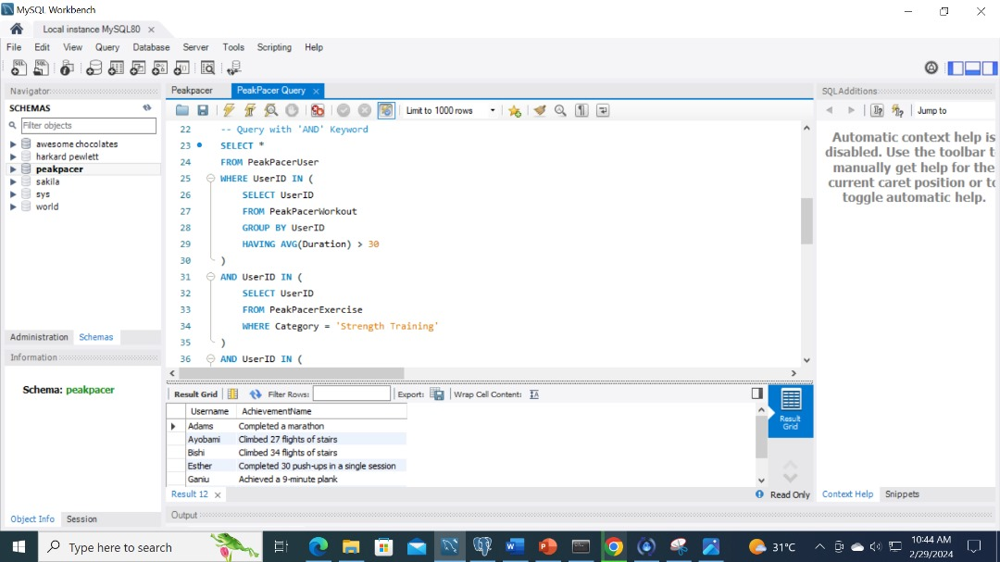 MySQL Workbench
Local instance MySQL80
File Edit View Query Database Server Tools Scripting Help
Navigator
SCHEMAS
Filter objects
awesome chocolates
harkard pewlett
peakpacer
sakila
sys
world
Administration Schemas
Information
Schema: peakpacer
Object Info Session
Peakpacer PeakPacer Query
Limit to 1000 rows
22 -- Query with 'AND' Keyword
23 SELECT *
24 FROM PeakPacerUser
25 WHERE UserID IN (
26 SELECT UserID
27 FROM PeakPacerWorkout
28 GROUP BY UserID
29 HAVING AVG(Duration) > 30
30 )
31 AND UserID IN (
32 SELECT UserID
33 FROM PeakPacerExercise
34 WHERE Category = 'Strength Training'
35 )
36 AND UserID IN (
Result Grid Filter Rows: Export: Wrap Cell Content:
Username AchievementName
Adams Completed a marathon
Ayobami Climbed 27 flights of stairs
Bishi Climbed 34 flights of stairs
Esther Completed 30 push-ups in a single session
Ganiu Achieved a 9-minute plank
Result Grid
Result 12
Read Only
Output
SQLAdditions
Jump to
Automatic context help is
disabled. Use the toolbar t
manually get help for the
current caret position or to
toggle automatic help.
Context Help Snippets
Type here to search
31°C
10:44 AM
2/29/2024